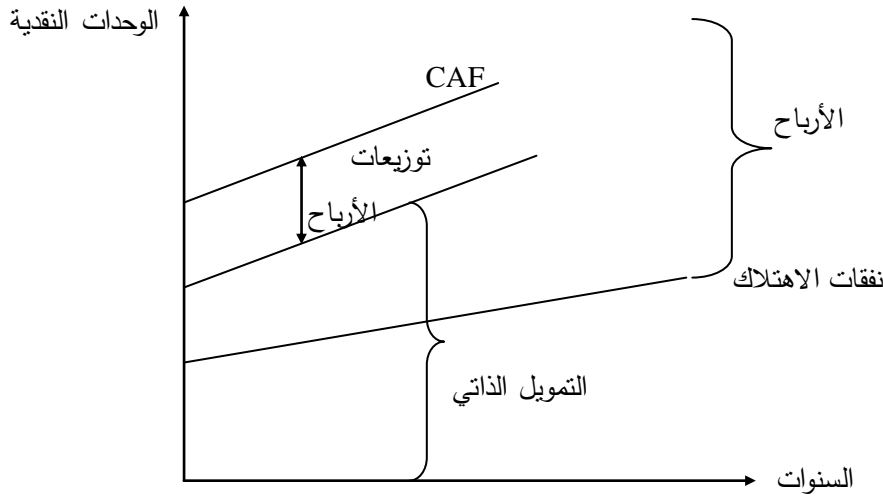 الوحدات النقدية
CAF
الأرباح
توزيعات
الأرباح
نفقات الاهتلاك
التمويل الذاتي
السنوات